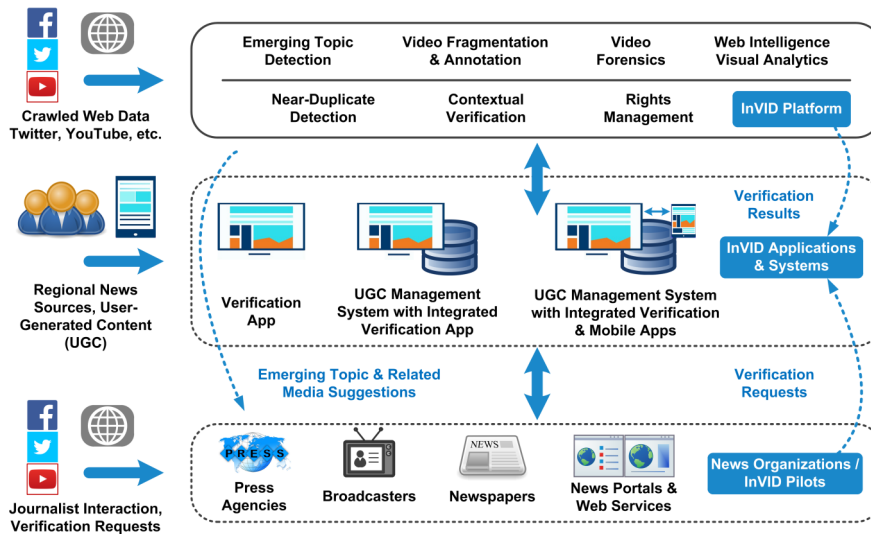 Emerging Topic
Detection
Video Fragmentation
& Annotation
Video
Forensics
Web Intelligence
Visual Analytics
Near-Duplicate
Detection
Contextual
Verification
Rights
Management
InVID Platform
Crawled Web Data
Twitter, YouTube, etc.
Verification
Results
InVID Applications
& Systems
Verification
App
UGC Management
System with Integrated
Verification App
UGC Management System
with Integrated Verification
& Mobile Apps
Regional News
Sources, User-
Generated Content
(UGC)
Emerging Topic & Related
Media Suggestions
Verification
Requests
PRESS
Press
Agencies
Broadcasters
NEWS
Newspapers
News Portals &
Web Services
News Organizations /
InVID Pilots
Journalist Interaction,
Verification Requests